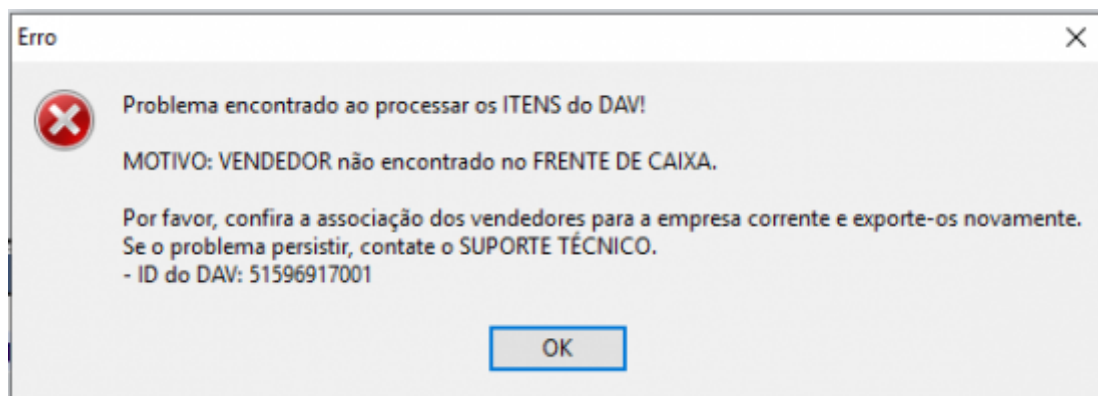 Erro
Problema encontrado ao processar os ITENS do DAV!
MOTIVO: VENDEDOR não encontrado no FRENTE DE CAIXA.
Por favor, confira a associação dos vendedores para a empresa corrente e exporte-os novamente.
Se o problema persistir, contate o SUPORTE TÉCNICO.
- ID do DAV: 51596917001
OK